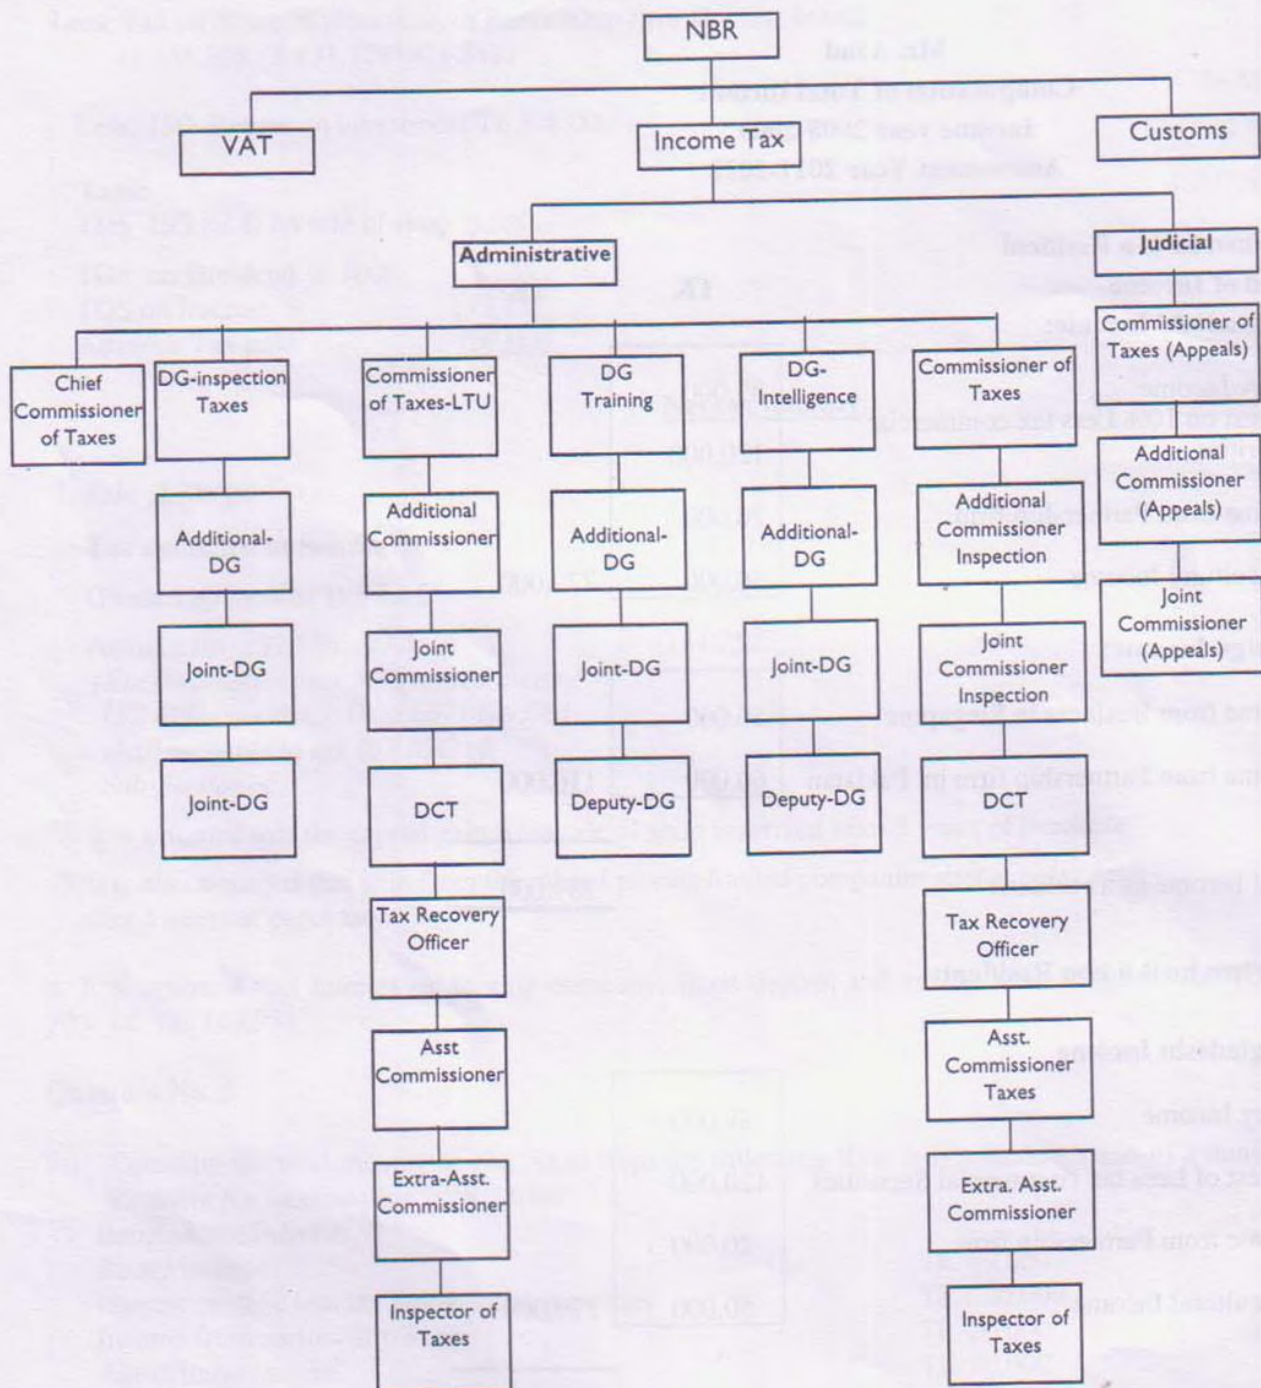 NBR
VAT
Income Tax
Customs
Administrative
Judicial
Chief
Commissioner
of Taxes
DG-inspection
Taxes
Commissioner
of Taxes-LTU
DG
Training
DG-
Intelligence
Commissioner of
Taxes
Commissioner of
Taxes (Appeals)
Additional-
DG
Additional
Commissioner
Additional-
DG
Additional-
DG
Additional
Commissioner
Inspection
Additional
Commissioner
(Appeals)
Joint-DG
Joint
Commissioner
Joint-DG
Joint-DG
Joint
Commissioner
Inspection
Joint
Commissioner
(Appeals)
Joint-DG
DCT
Deputy-DG
Deputy-DG
DCT
Tax Recovery
Officer
Tax Recovery
Officer
Asst
Commissioner
Asst.
Commissioner
Taxes
Extra-Asst.
Commissioner
Extra. Asst.
Commissioner
Inspector of
Taxes
Inspector of
Taxes